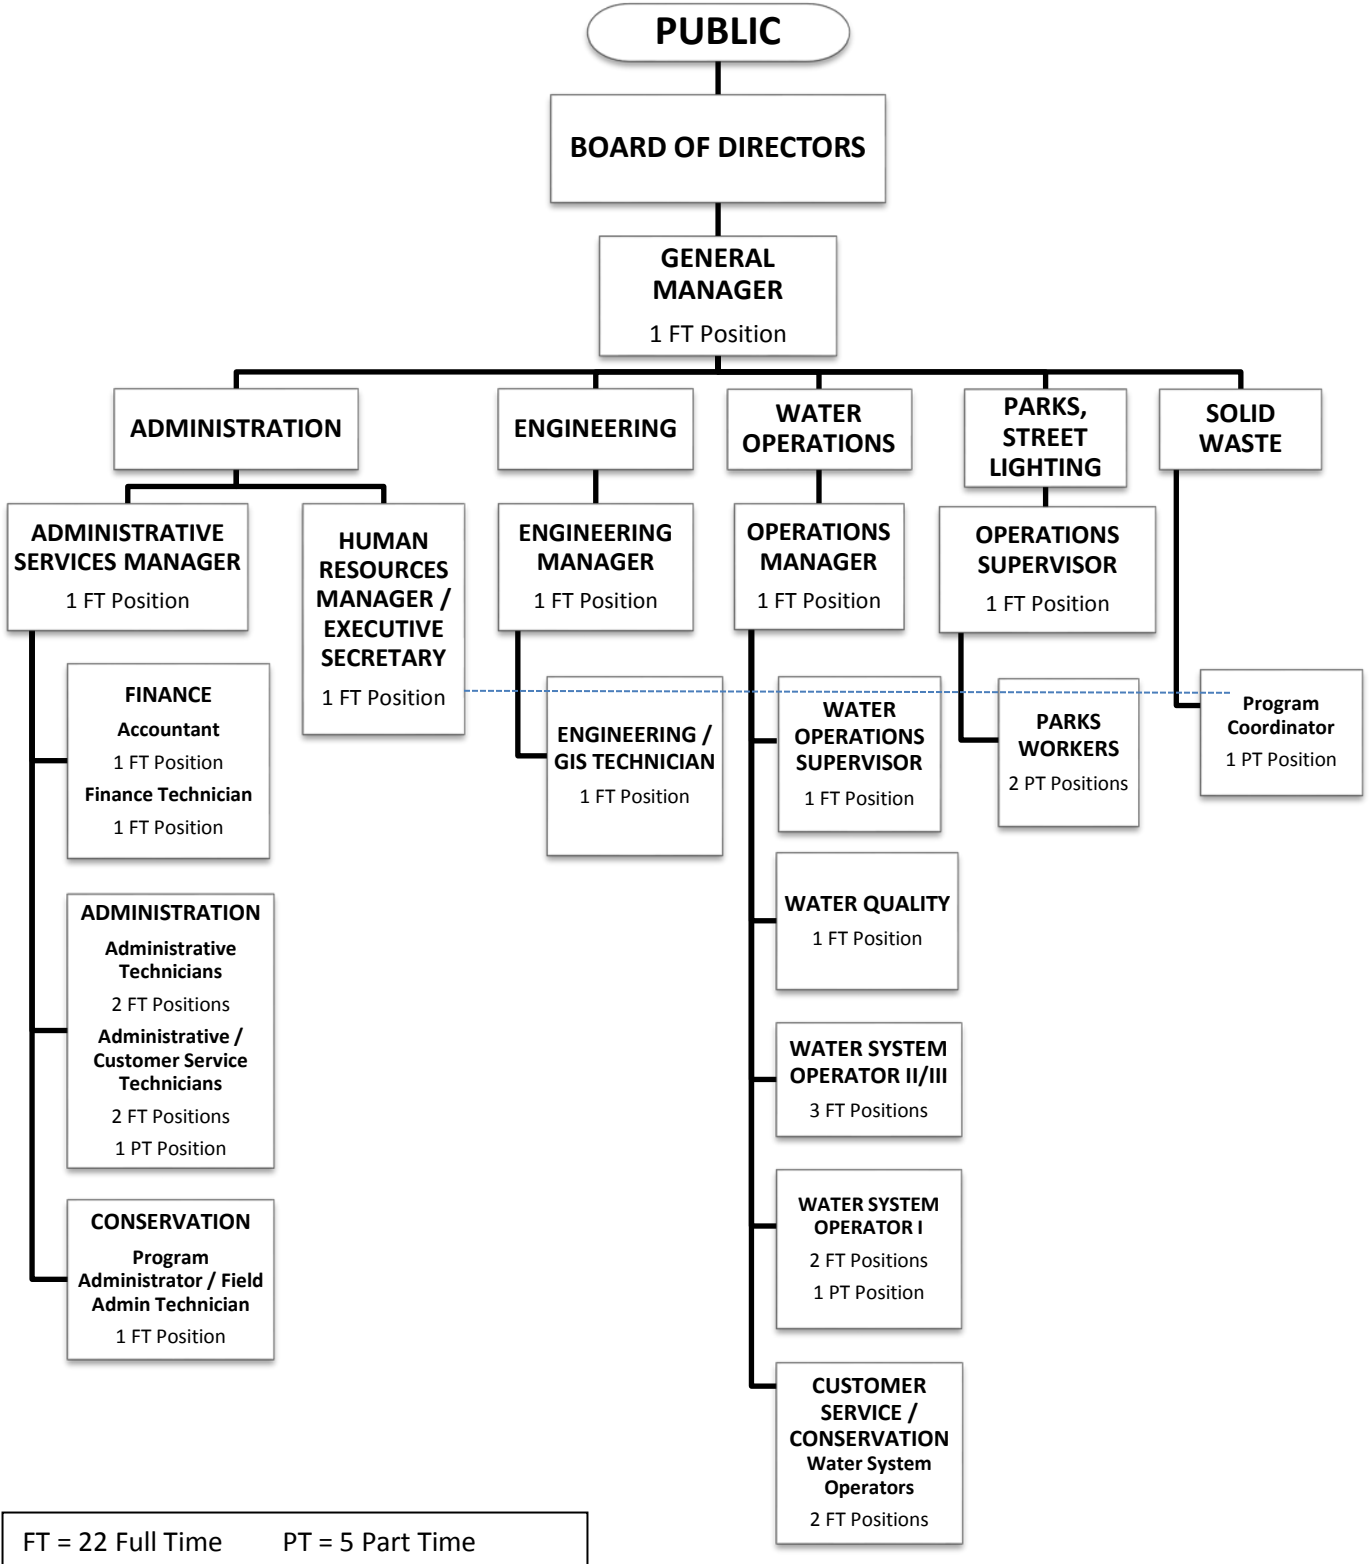 PUBLIC
BOARD OF DIRECTORS
GENERAL
MANAGER
1 FT Position
ADMINISTRATION
ENGINEERING
WATER
OPERATIONS
PARKS,
STREET
LIGHTING
SOLID
WASTE
ADMINISTRATIVE
SERVICES MANAGER
1 FT Position
HUMAN
RESOURCES
MANAGER /
EXECUTIVE
SECRETARY
1 FT Position
ENGINEERING
MANAGER
1 FT Position
OPERATIONS
MANAGER
1 FT Position
OPERATIONS
SUPERVISOR
1 FT Position
FINANCE
Accountant
1 FT Position
Finance Technician
1 FT Position
ENGINEERING /
GIS TECHNICIAN
1 FT Position
WATER
OPERATIONS
SUPERVISOR
1 FT Position
PARKS
WORKERS
2 PT Positions
Program
Coordinator
1 PT Position
ADMINISTRATION
Administrative
Technicians
2 FT Positions
Administrative /
Customer Service
Technicians
2 FT Positions
1 PT Position
WATER QUALITY
1 FT Position
WATER SYSTEM
OPERATOR II/III
3 FT Positions
CONSERVATION
Program
Administrator / Field
Admin Technician
1 FT Position
WATER SYSTEM
OPERATOR I
2 FT Positions
1 PT Position
CUSTOMER
SERVICE /
CONSERVATION
Water System
Operators
2 FT Positions
FT = 22 Full Time PT = 5 Part Time